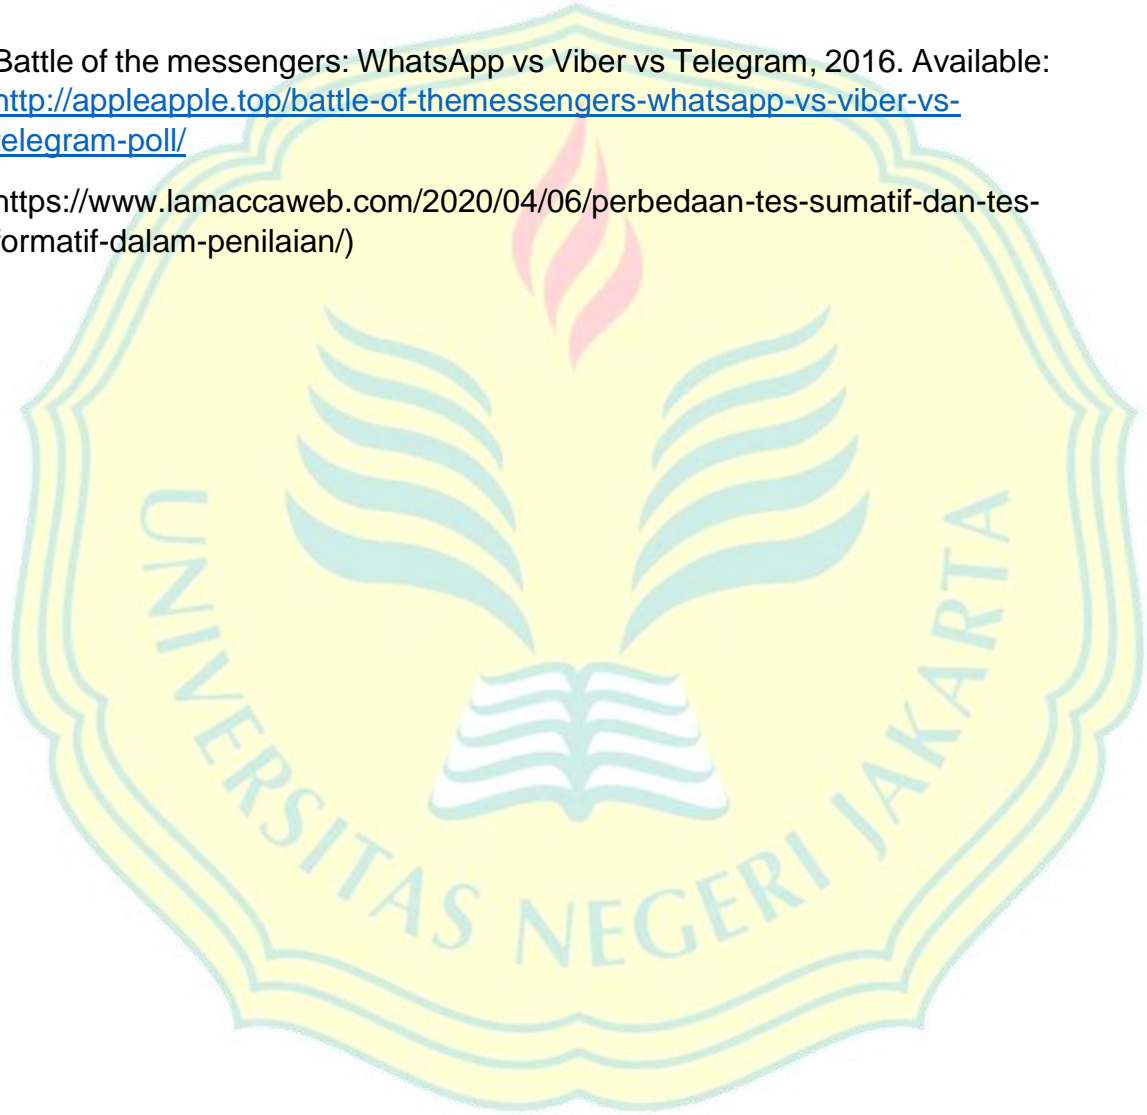 Battle of the messengers: WhatsApp vs Viber vs Telegram, 2016. Available:
http://appleapple.top/battle-of-themessengers-whatsapp-vs-viber-vs-
telegram-poll/
https://www.lamaccaweb.com/2020/04/06/perbedaan-tes-sumatif-dan-tes-
formatif-dalam-penilaian/)
UNIVERSITAS NEGERI JAKARTA